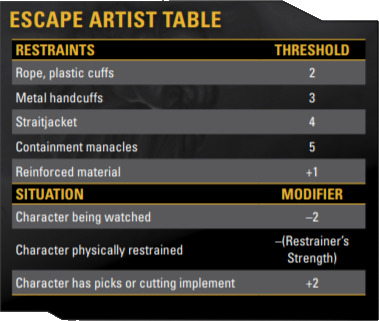 ESCAPE ARTIST TABLE
RESTRAINTS THRESHOLD
Rope, plastic cuffs 2
Metal handcuffs 3
Straitjacket 4
Containment manacles 5
Reinforced material +1
SITUATION MODIFIER
Character being watched –2
Character physically restrained –(Restrainer's
Strength)
Character has picks or cutting implement +2